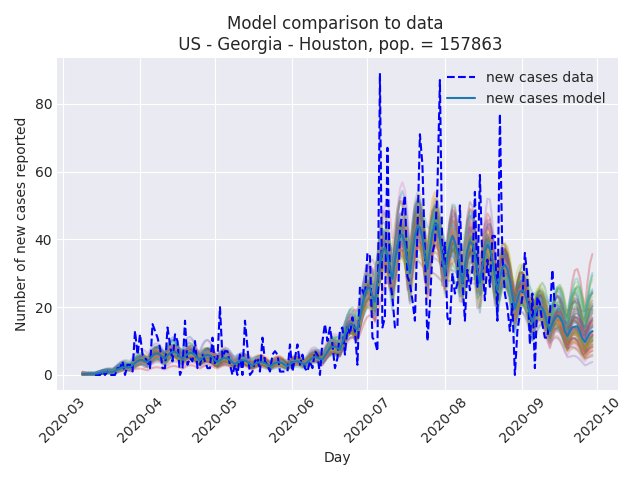 Model comparison to data
US - Georgia - Houston, pop. = 157863
new cases data
new cases model
Number of new cases reported
80
60
40
20
0
2020-03
2020-04
2020-05
2020-06
2020-07
2020-08
2020-09
2020-10
Day